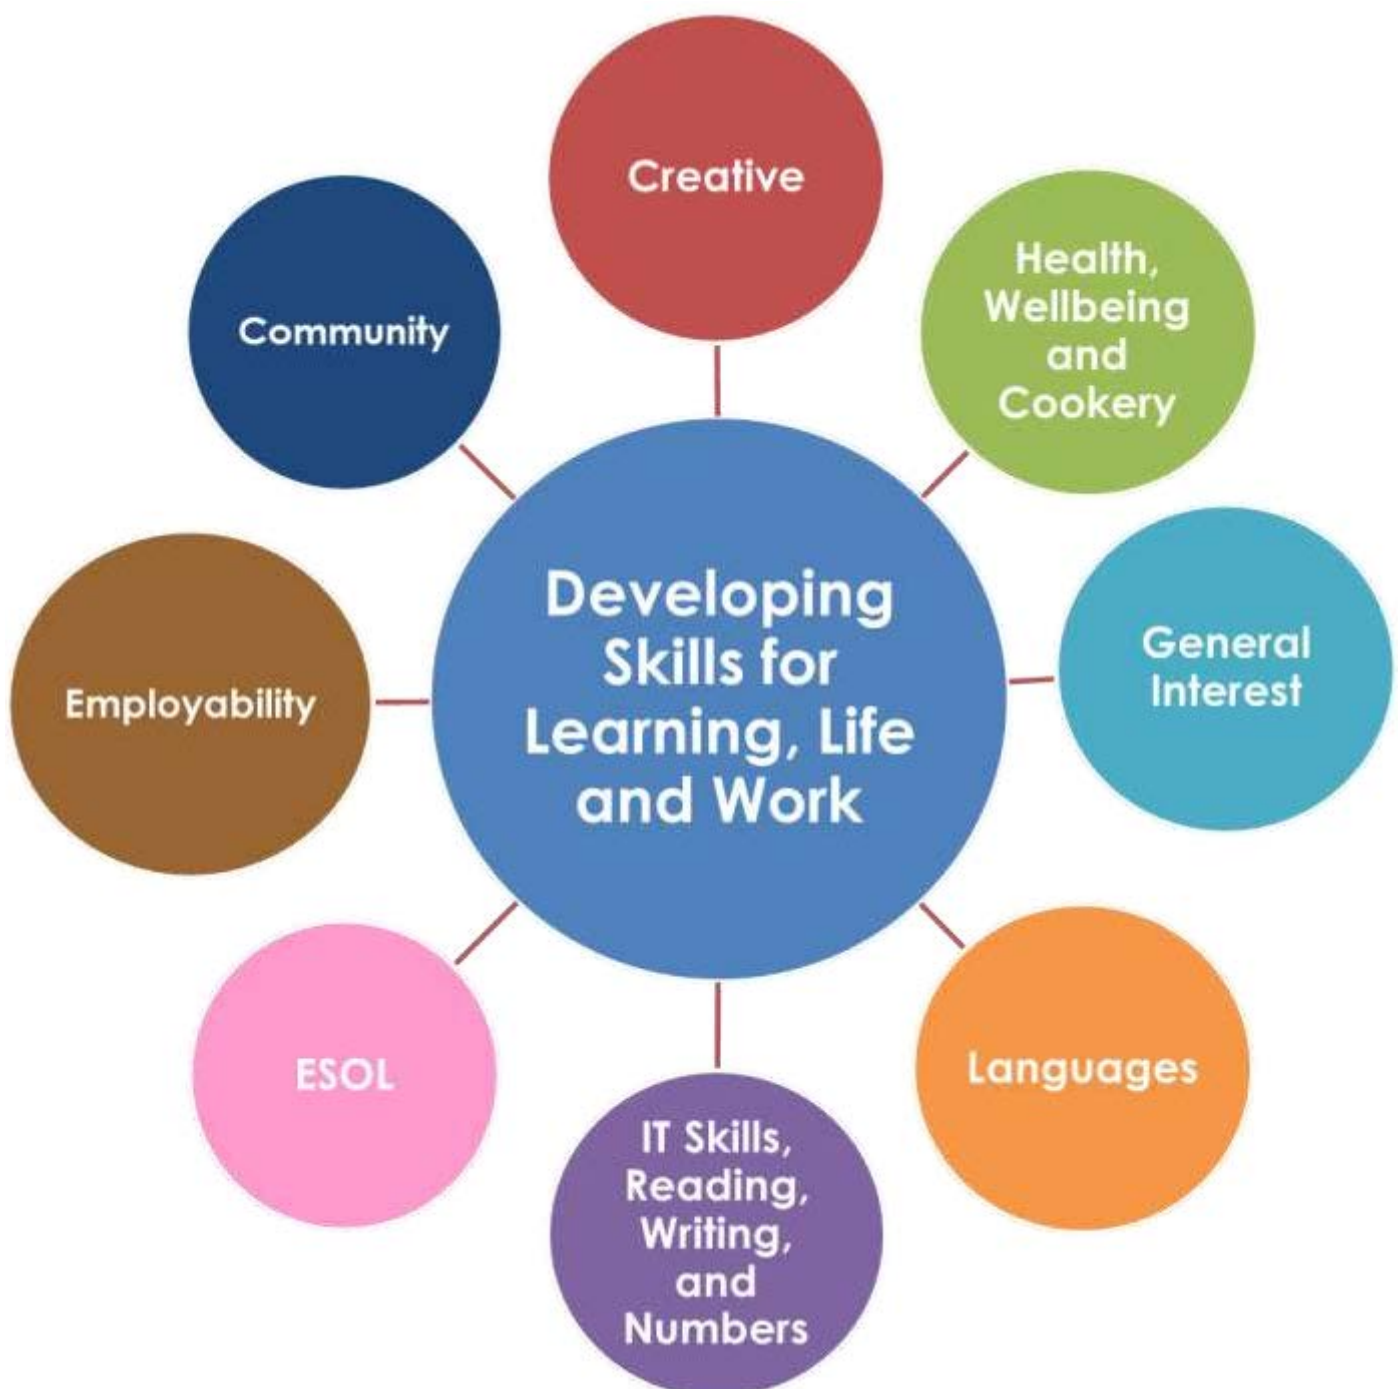 Creative
Health,
Wellbeing
and
Cookery
General
Interest
Languages
IT Skills,
Reading,
Writing,
and
Numbers
ESOL
Employability
Community
Developing
Skills for
Learning, Life
and Work